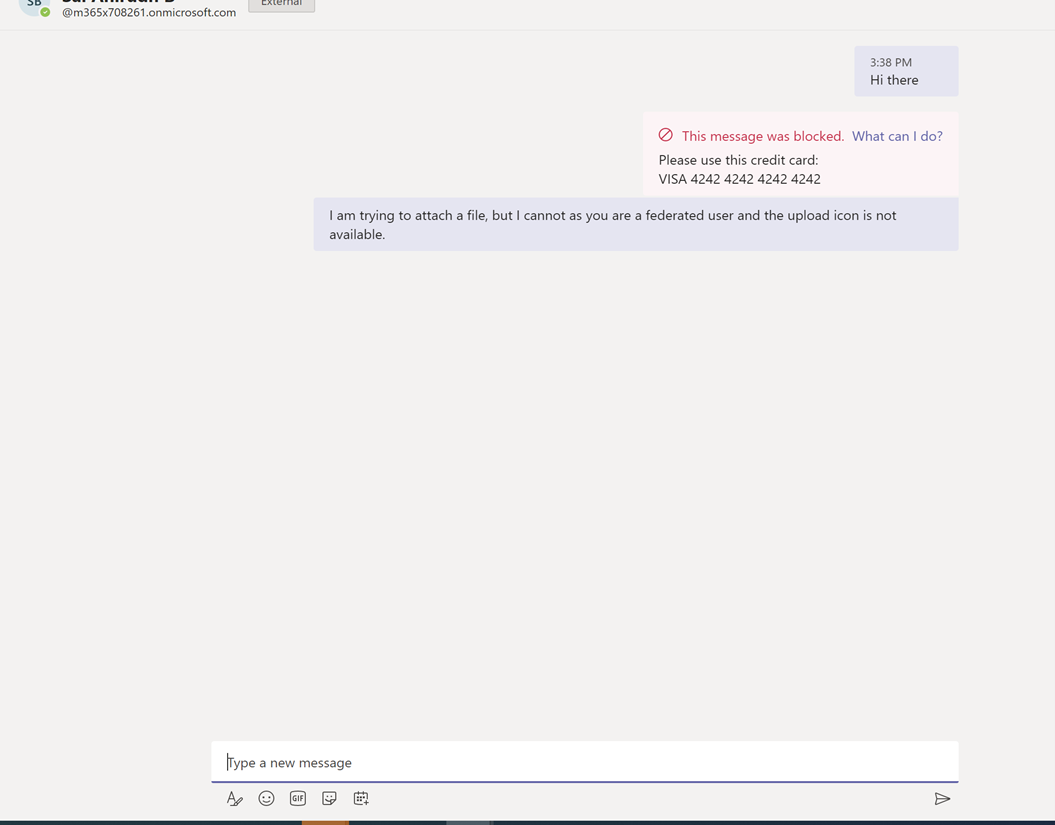 SB
@m365x708261.onmicrosoft.com
External
3:38 PM
Hi there
This message was blocked. What can I do?
Please use this credit card:
VISA 4242 4242 4242 4242
I am trying to attach a file, but I cannot as you are a federated user and the upload icon is not
available.
Type a new message
GIF